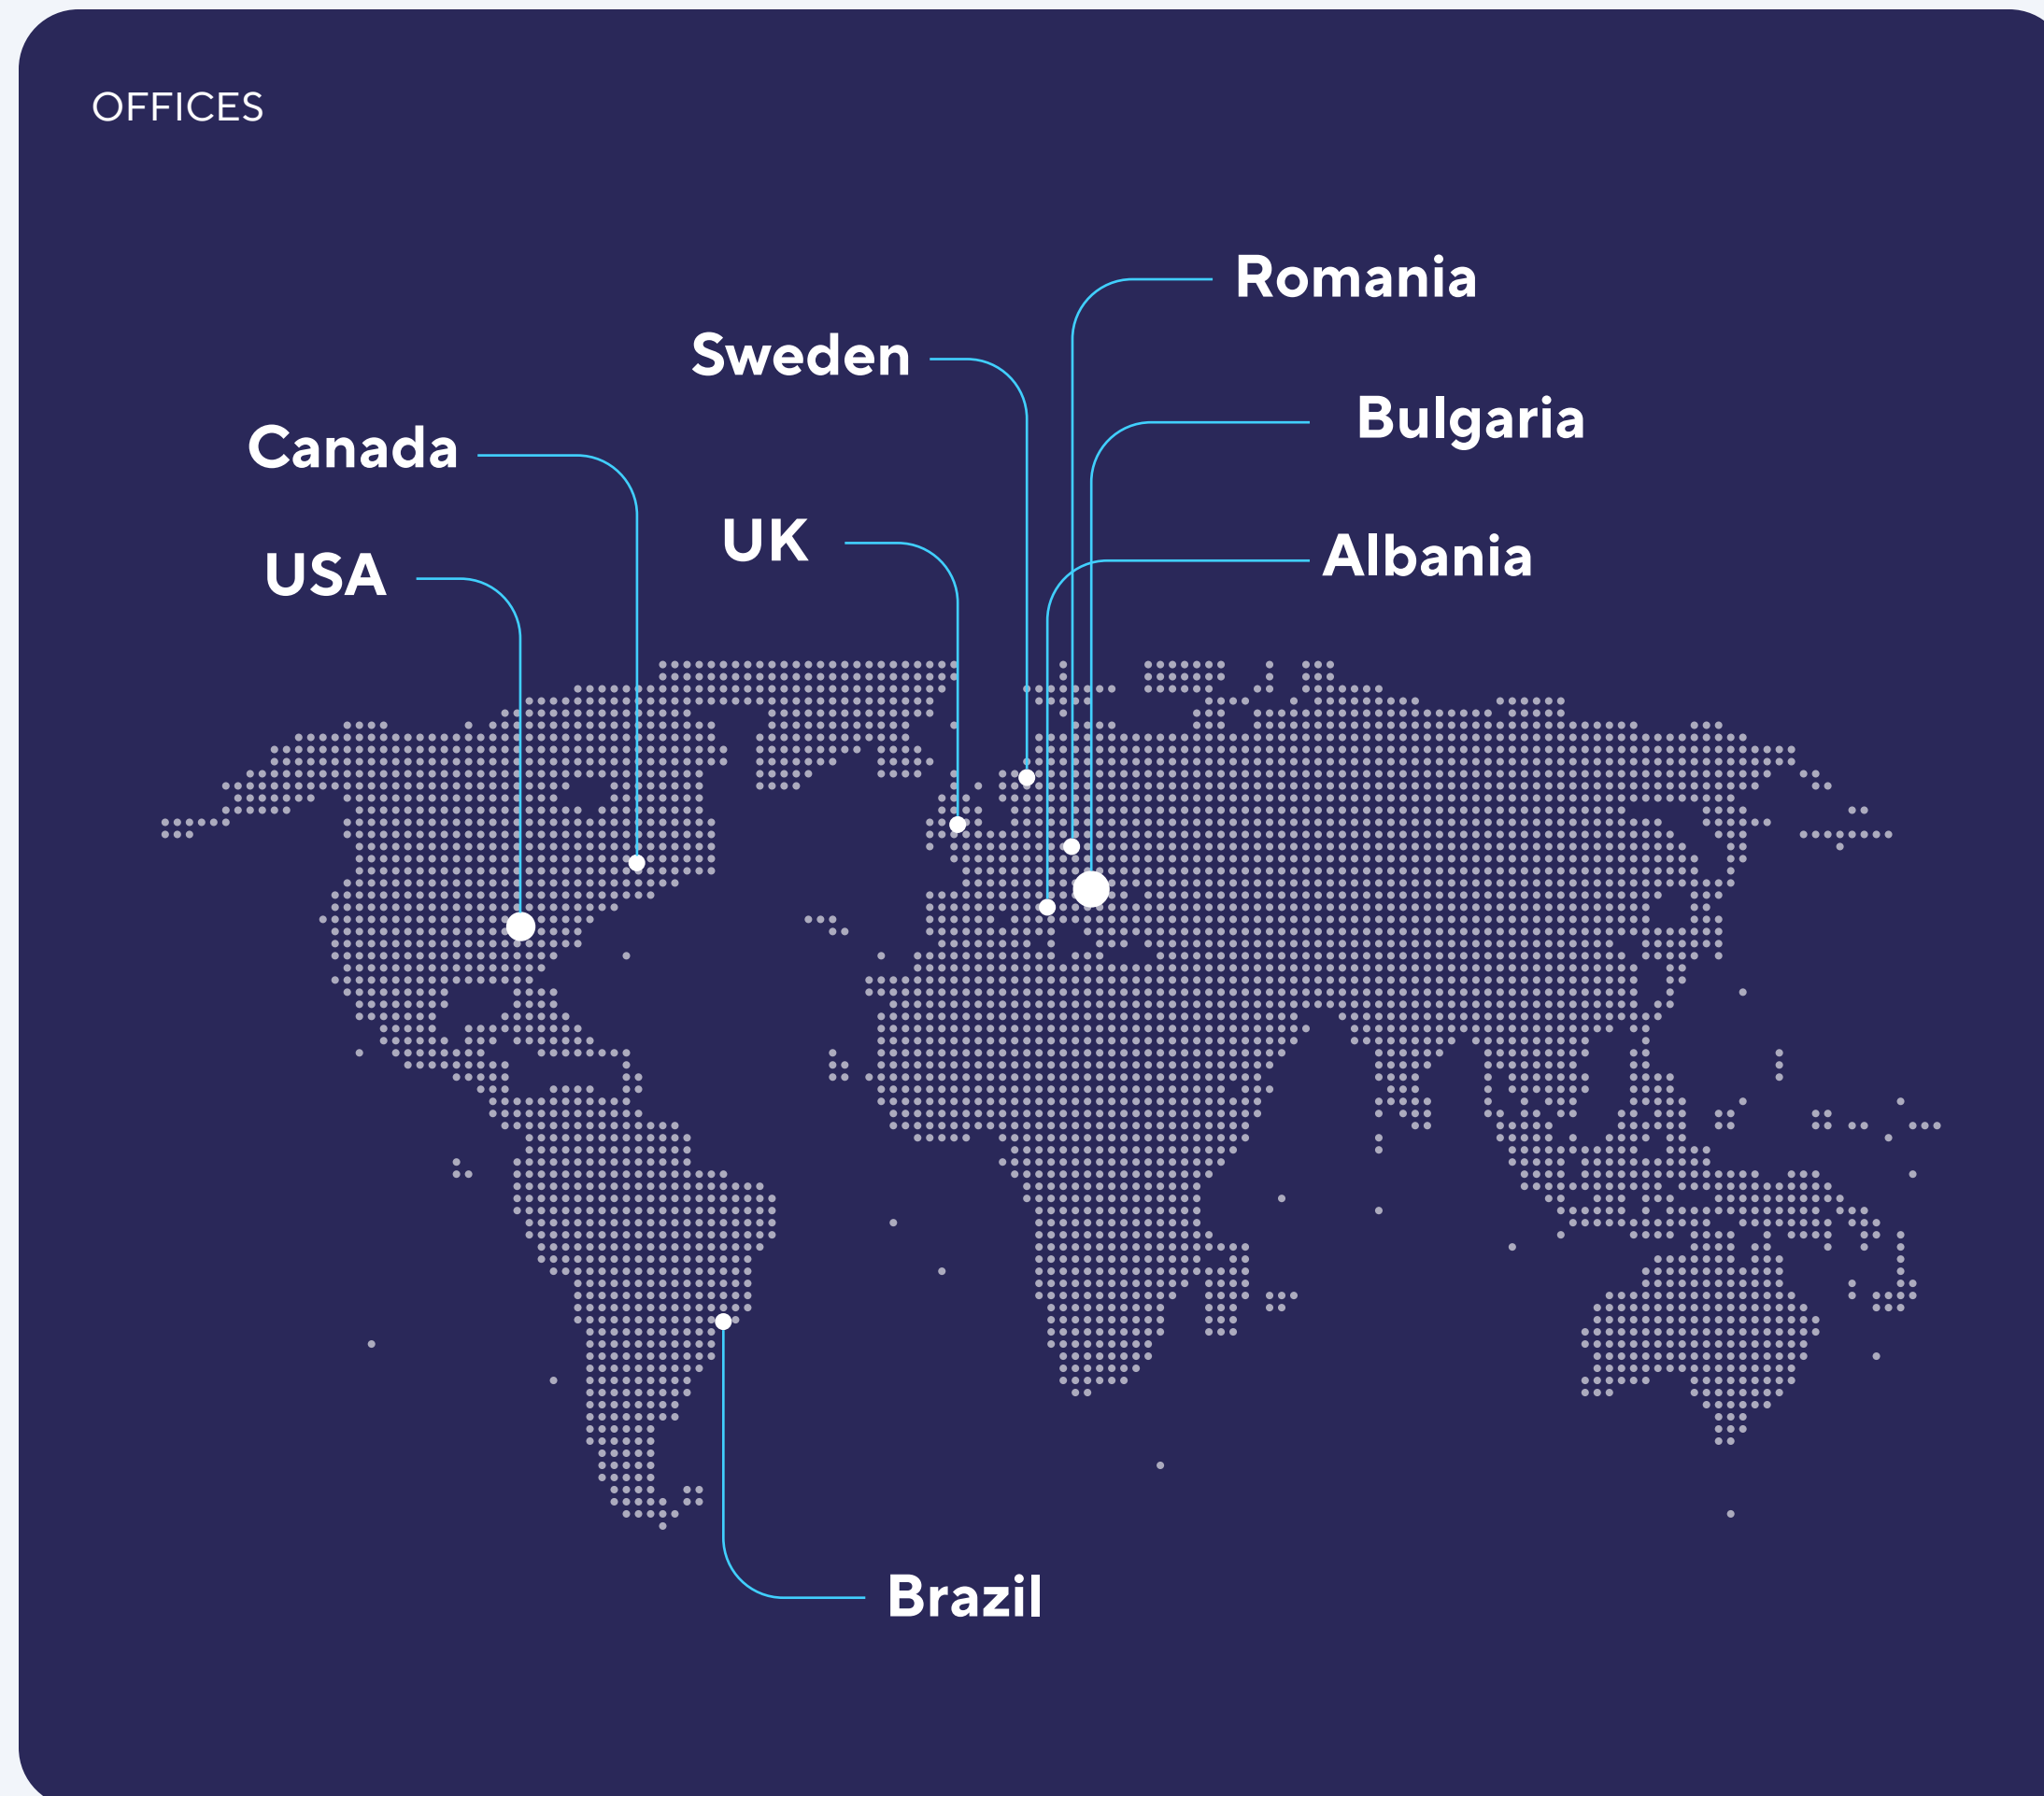 OFFICES
Romania
Sweden
Bulgaria
Canada
UK
Albania
USA
Brazil